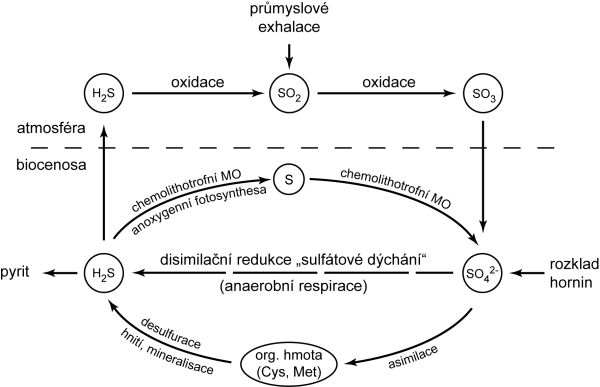 průmyslové
exhalace
H₂S
oxidace
SO₂
oxidace
SO₃
atmosféra
biocenosa
chemolithotrofní MO
anoxygenní fotosynthesa
S
chemolithotrofní MO
pyrit
H₂S
disimilační redukce „sulfátové dýchání“
(anaerobní respirace)
SO₄²⁻
rozklad
hornin
desulfurace
hnití, mineralisace
org. hmota
(Cys, Met)
asimilace